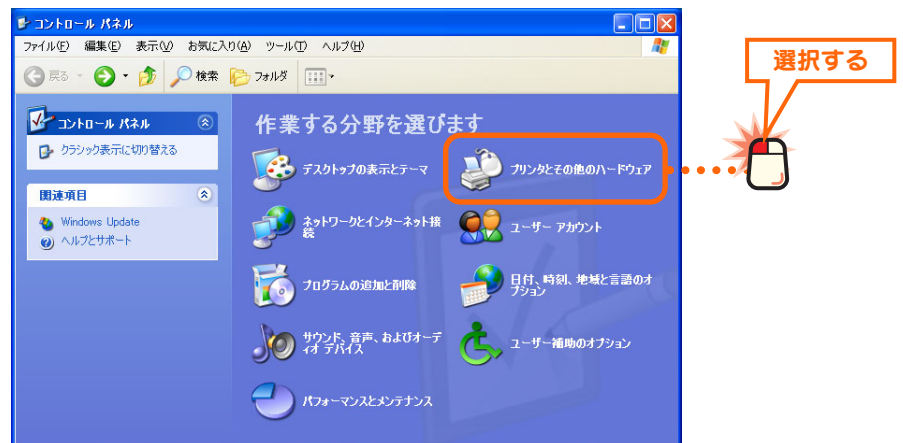 コントロール パネル
ファイル(F) 編集(E) 表示(V) お気に入り(A) ツール(T) ヘルプ(H)
戻る 検索 フォルダ
選択する
コントロール パネル
クラシック表示に切り替える
関連項目
Windows Update
ヘルプとサポート
作業する分野を選びます
デスクトップの表示とテーマ
プリンタとその他のハードウェア
ネットワークとインターネット接
続
ユーザー アカウント
プログラムの追加と削除
日付、時刻、地域と言語のオ
プション
サウンド、音声、およびオーデ
ィオ デバイス
ユーザー補助のオプション
パフォーマンスとメンテナンス